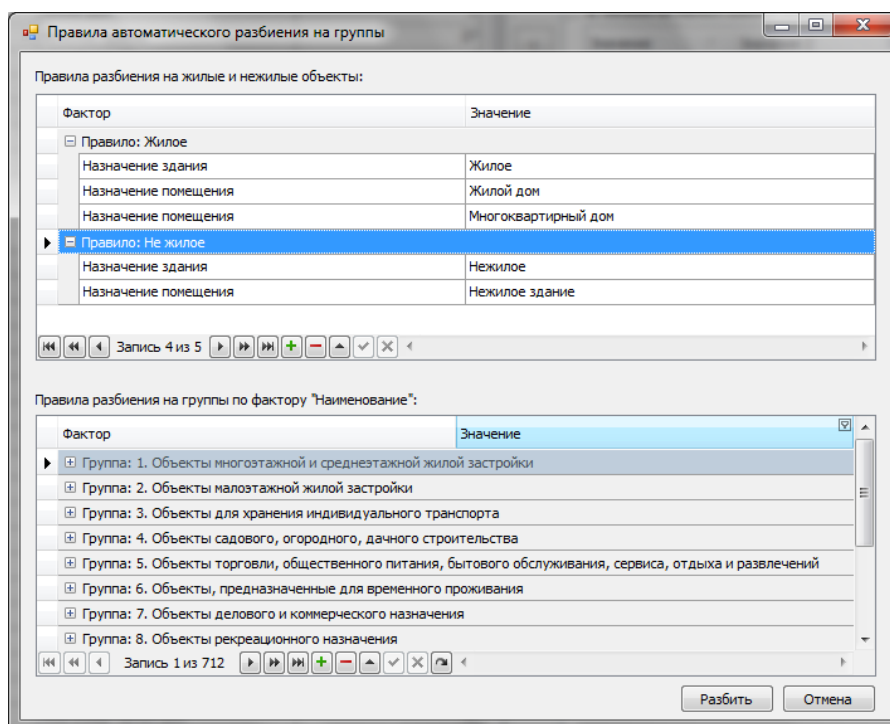 Правила автоматического разбиения на группы
Правила разбиения на жилые и нежилые объекты:
Фактор Значение
Правило: Жилое
Назначение здания Жилое
Назначение помещения Жилой дом
Назначение помещения Многоквартирный дом
Правило: Не жилое
Назначение здания Нежилое
Назначение помещения Нежилое здание
Запись 4 из 5
Правила разбиения на группы по фактору "Наименование":
Фактор Значение
Группа: 1. Объекты многоэтажной и среднеэтажной жилой застройки
Группа: 2. Объекты малоэтажной жилой застройки
Группа: 3. Объекты для хранения индивидуального транспорта
Группа: 4. Объекты садового, огородного, дачного строительства
Группа: 5. Объекты торговли, общественного питания, бытового обслуживания, сервиса, отдыха и развлечений
Группа: 6. Объекты, предназначенные для временного проживания
Группа: 7. Объекты делового и коммерческого назначения
Группа: 8. Объекты рекреационного назначения
Запись 1 из 712
Разбить Отмена